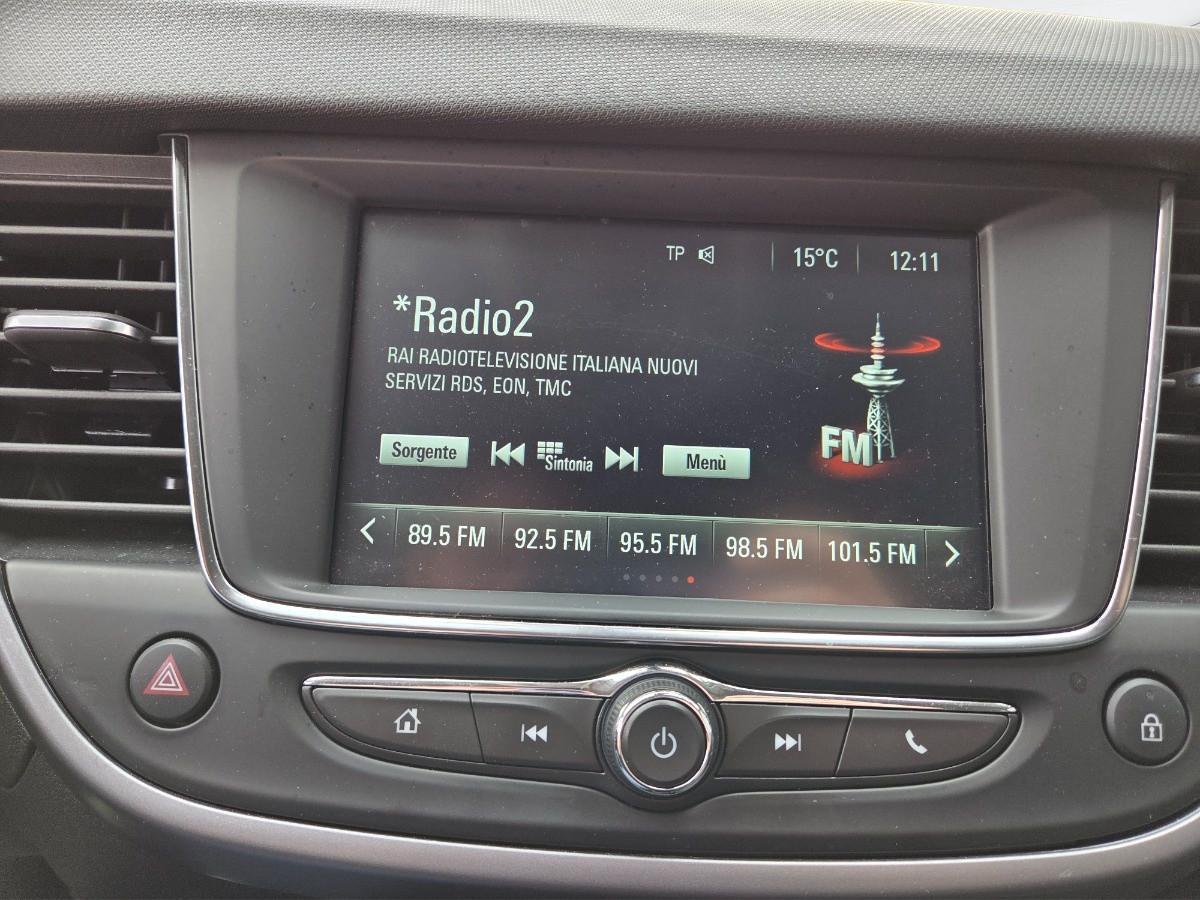 TP
15°C
12:11
*Radio2
RAI RADIOTELEVISIONE ITALIANA NUOVI
SERVIZI RDS, EON, TMC
Sorgente
Sintonia
Menù
FM
89.5 FM
92.5 FM
95.5 FM
98.5 FM
101.5 FM